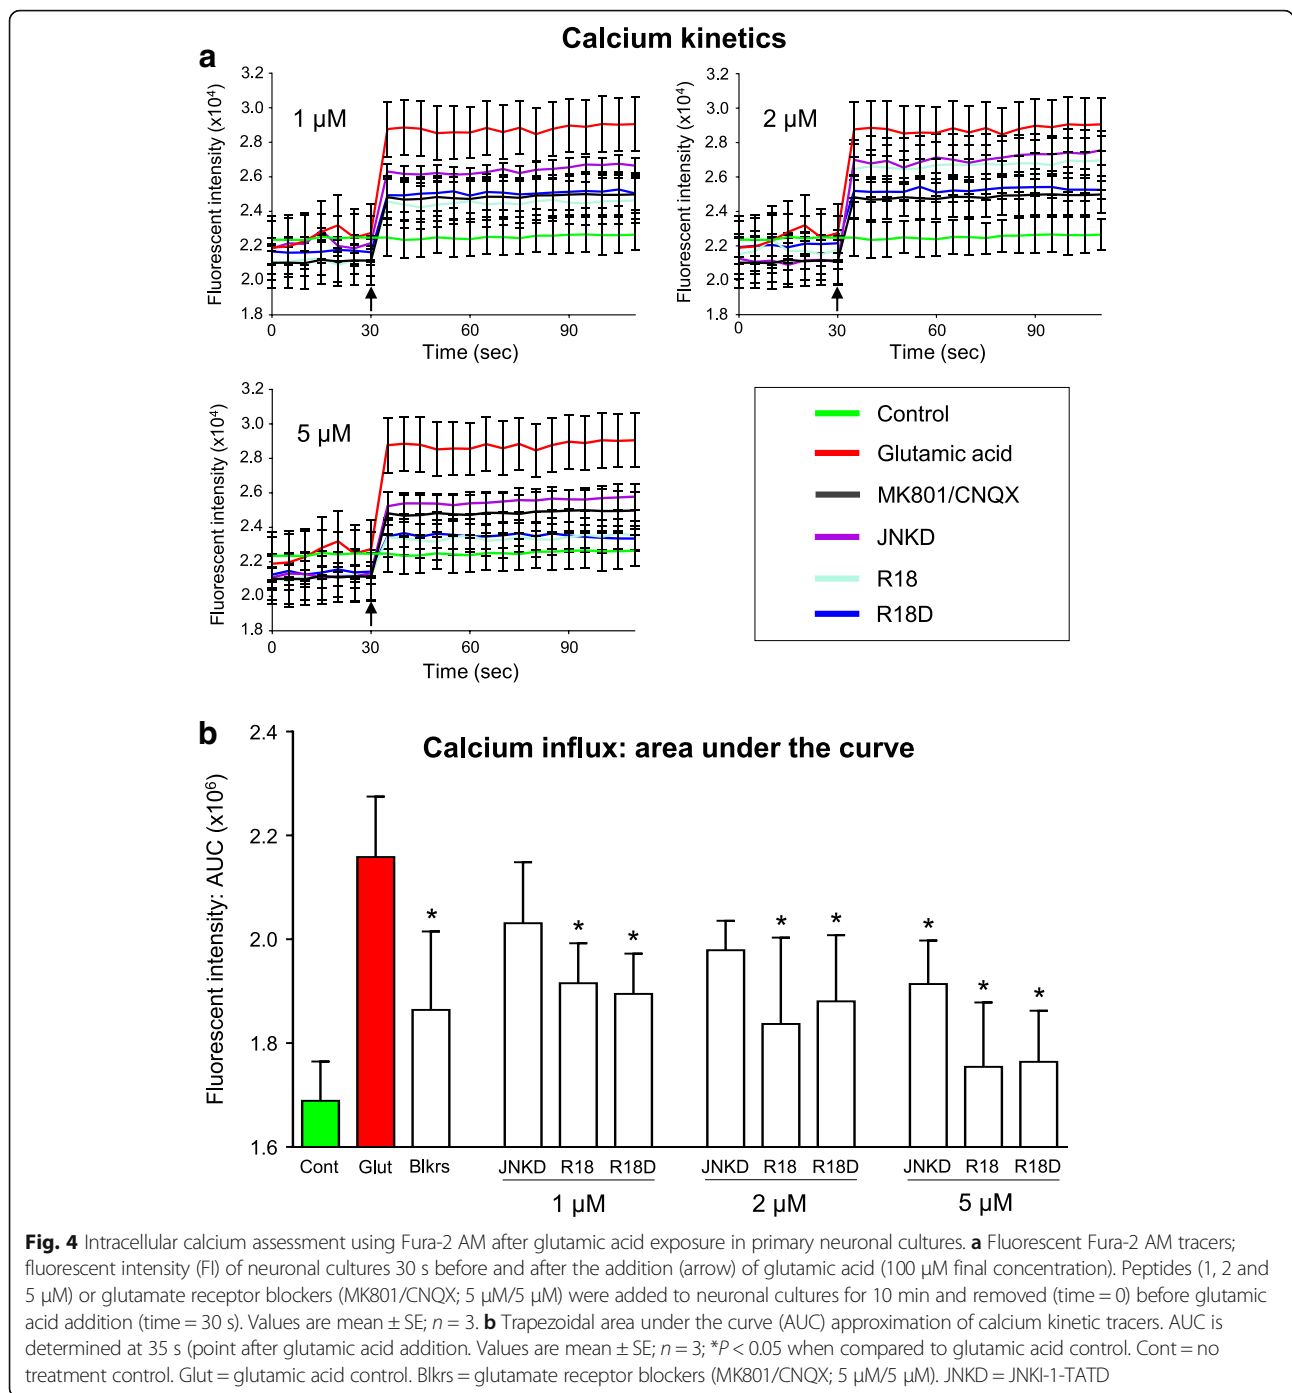 Calcium kinetics
a
Fluorescent intensity (x10⁴)
3.2
3.0
2.8
2.6
2.4
2.2
2.0
1.8
1 µM
0 30 60 90
Time (sec)
Fluorescent intensity (x10⁴)
3.2
3.0
2.8
2.6
2.4
2.2
2.0
1.8
2 µM
0 30 60 90
Time (sec)
Fluorescent intensity (x10⁴)
3.2
3.0
2.8
2.6
2.4
2.2
2.0
1.8
5 µM
0 30 60 90
Time (sec)
Control
Glutamic acid
MK801/CNQX
JNKD
R18
R18D
b
Calcium influx: area under the curve
Fluorescent intensity: AUC (x10⁶)
2.4
2.2
2.0
1.8
1.6
* * * * * * * *
Cont Glut Blkrs JNKD R18 R18D JNKD R18 R18D JNKD R18 R18D
1 µM 2 µM 5 µM
Fig. 4 Intracellular calcium assessment using Fura-2 AM after glutamic acid exposure in primary neuronal cultures. a Fluorescent Fura-2 AM tracers;
fluorescent intensity (FI) of neuronal cultures 30 s before and after the addition (arrow) of glutamic acid (100 µM final concentration). Peptides (1, 2 and
5 µM) or glutamate receptor blockers (MK801/CNQX; 5 µM/5 µM) were added to neuronal cultures for 10 min and removed (time = 0) before glutamic
acid addition (time = 30 s). Values are mean ± SE; n = 3. b Trapezoidal area under the curve (AUC) approximation of calcium kinetic tracers. AUC is
determined at 35 s (point after glutamic acid addition. Values are mean ± SE; n = 3; *P < 0.05 when compared to glutamic acid control. Cont = no
treatment control. Glut = glutamic acid control. Blkrs = glutamate receptor blockers (MK801/CNQX; 5 µM/5 µM). JNKD = JNKI-1-TATD